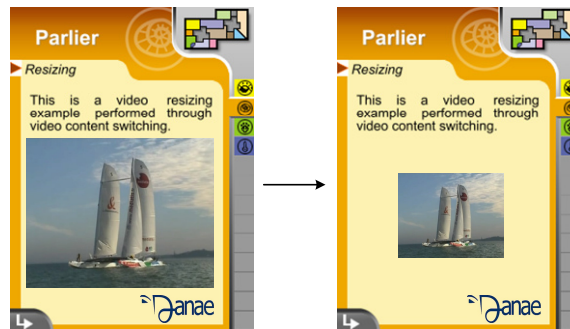 Parlier
Resizing
This is a video resizing
example performed through
video content switching.
Danae
Parlier
Resizing
This is a video resizing
example performed through
video content switching.
Danae